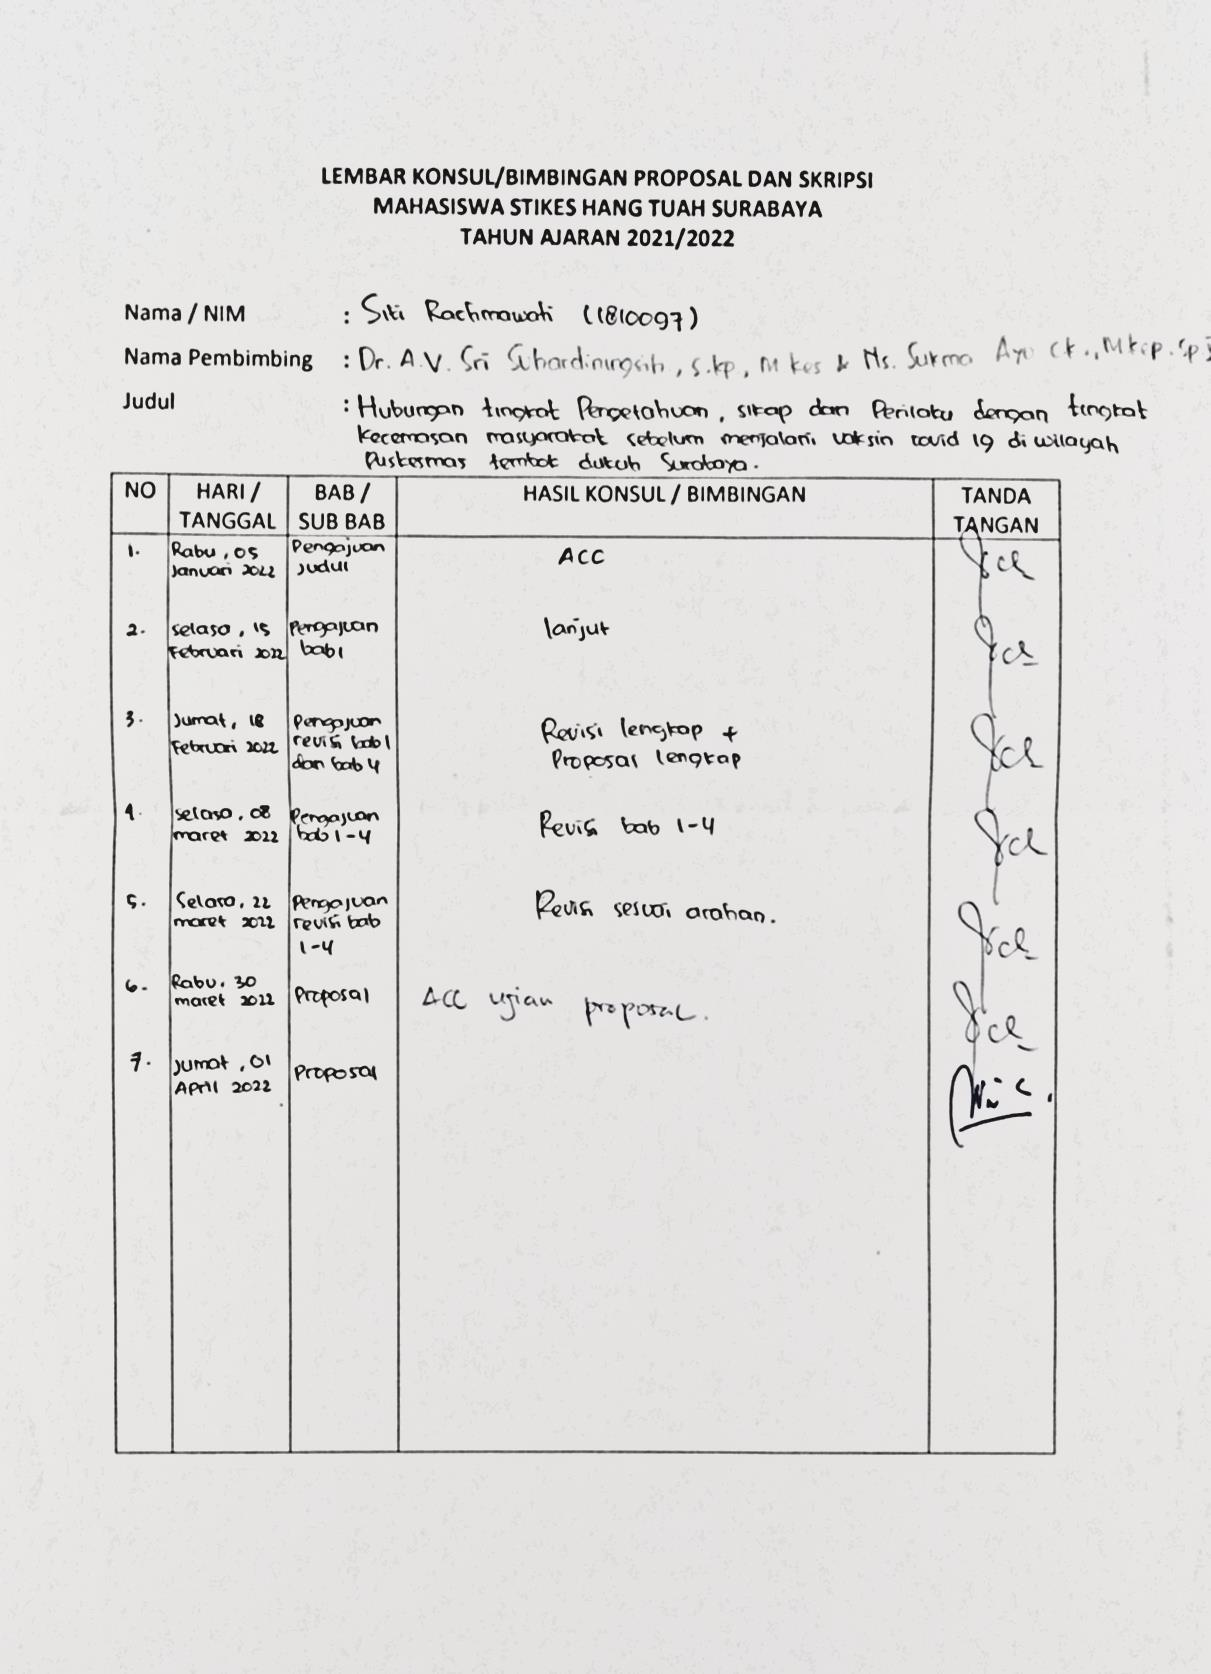 LEMBAR KONSUL/BIMBINGAN PROPOSAL DAN SKRIPSI
MAHASISWA STIKES HANG TUAH SURABAYA
TAHUN AJARAN 2021/2022
Nama / NIM : Siti Rachmawati (1810097)
Nama Pembimbing : Dr. A.V. Sri Suhardiningsih, S.kp, M kes & Ns. Sukma Ayu Ck., Mkep. Sp
Judul : Hubungan tingkat Pengetahuan, sikap dan Perilaku dengan tingkat
kecemasan masyarakat sebelum menjalani vaksin covid 19 di wilayah
Puskesmas tembok dukuh Surabaya.
NO HARI / TANGGAL BAB / SUB BAB HASIL KONSUL / BIMBINGAN TANDA TANGAN
1. Rabu, 05 Pengajuan ACC
Januari 2022 judul
2. Selasa, 15 Pengajuan lanjut
Februari 2022 bab 1
3. Jumat, 18 Pengajuan Revisi lengkap +
Februari 2022 revisi bab 1 Proposal lengkap
dan bab 4
4. Selasa, 08 Pengajuan Revisi bab 1-4
maret 2022 bab 1-4
5. Selasa, 22 Pengajuan Revisi sesuai arahan.
maret 2022 revisi bab
1-4
6. Rabu, 30 Proposal ACC ujian proposal.
maret 2022
7. Jumat, 01 Proposal
April 2022